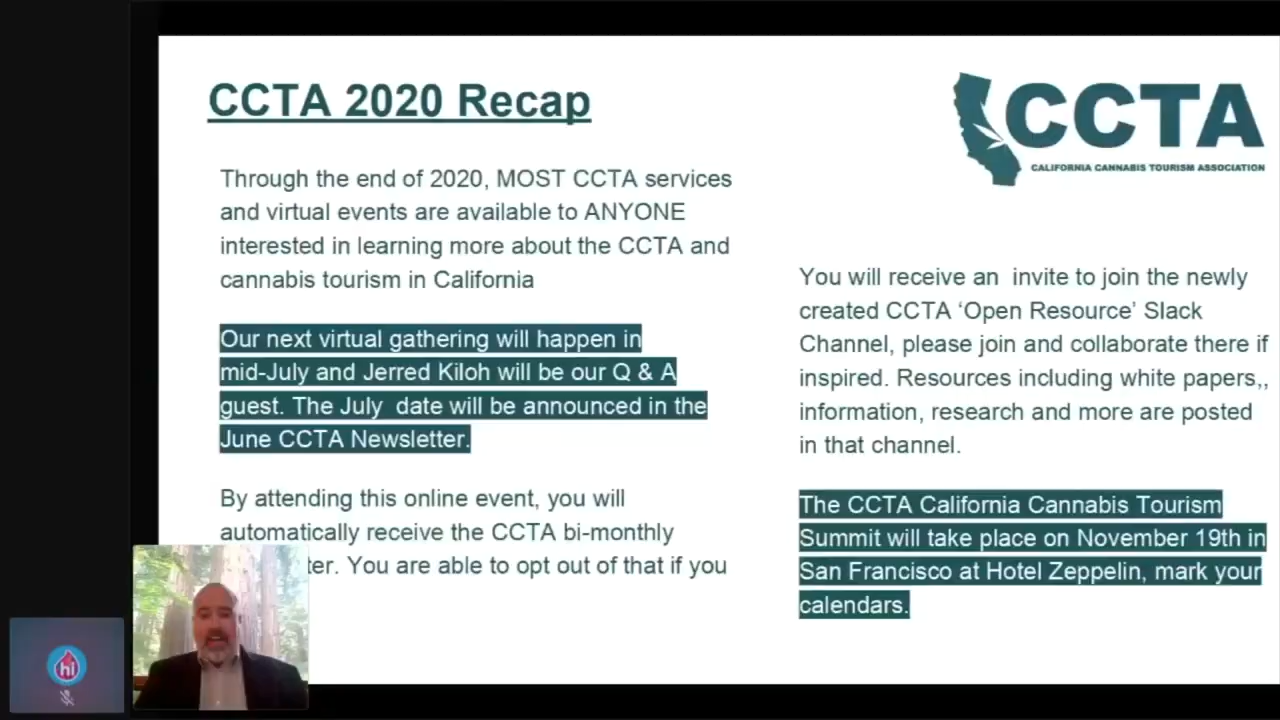 CCTA 2020 Recap
Through the end of 2020, MOST CCTA services
and virtual events are available to ANYONE
interested in learning more about the CCTA and
cannabis tourism in California
Our next virtual gathering will happen in
mid-July and Jerred Kiloh will be our Q & A
guest. The July  date will be announced in the
June CCTA Newsletter.
By attending this online event, you will
automatically receive the CCTA bi-monthly
ter. You are able to opt out of that if you
CCTA
CALIFORNIA CANNABIS TOURISM ASSOCIATION
You will receive an  invite to join the newly
created CCTA ‘Open Resource’ Slack
Channel, please join and collaborate there if
inspired. Resources including white papers,,
information, research and more are posted
in that channel.
The CCTA California Cannabis Tourism
Summit will take place on November 19th in
San Francisco at Hotel Zeppelin, mark your
calendars.
hi